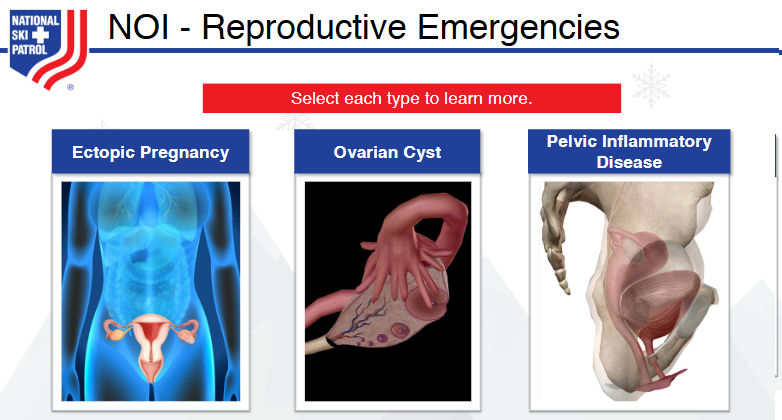 NATIONAL
SKI
PATROL
®
NOI - Reproductive Emergencies
Select each type to learn more.
Ectopic Pregnancy
Ovarian Cyst
Pelvic Inflammatory
Disease